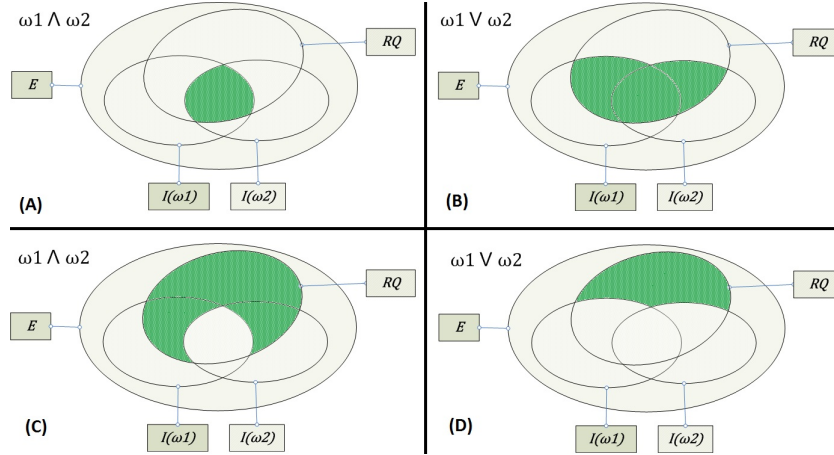 ω1 Λ ω2
RQ
E
I(ω1) I(ω2)
(A)
ω1 V ω2
RQ
E
I(ω1) I(ω2)
(B)
ω1 Λ ω2
RQ
E
I(ω1) I(ω2)
(C)
ω1 V ω2
RQ
E
I(ω1) I(ω2)
(D)